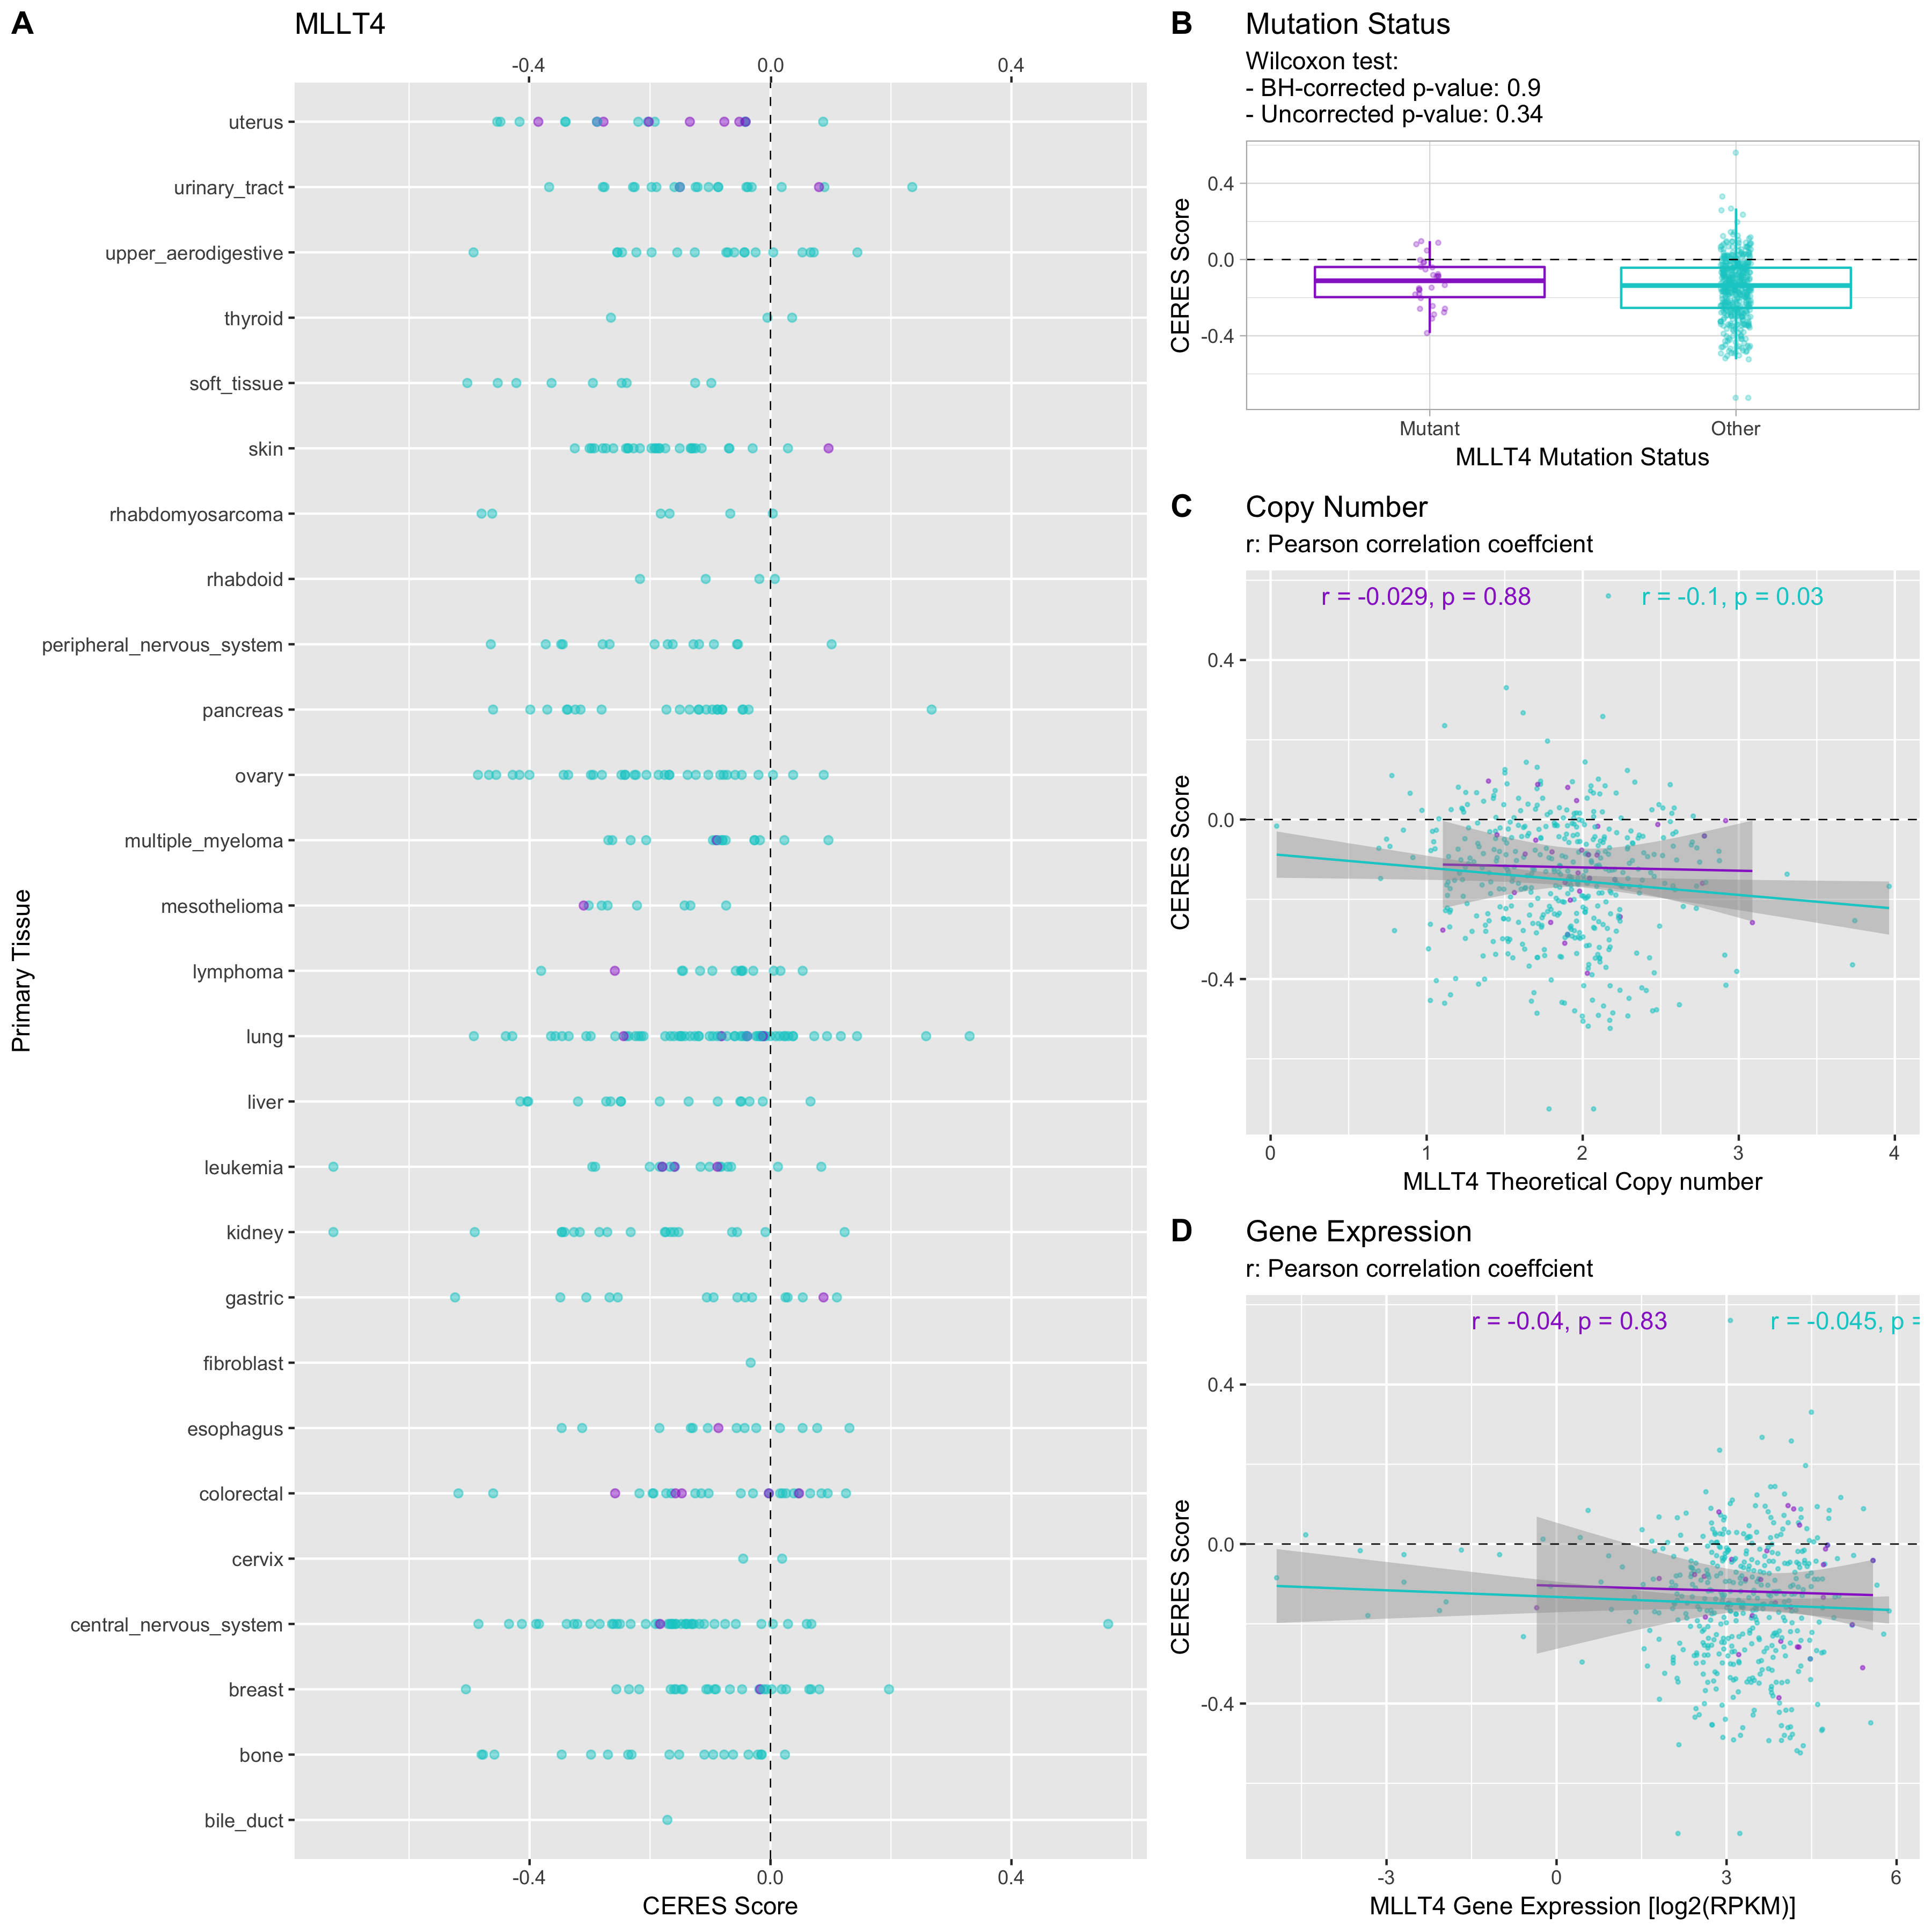 A
MLLT4
-0.4 0.0 0.4
Primary Tissue
uterus
urinary_tract
upper_aerodigestive
thyroid
soft_tissue
skin
rhabdomyosarcoma
rhabdoid
peripheral_nervous_system
pancreas
ovary
multiple_myeloma
mesothelioma
lymphoma
lung
liver
leukemia
kidney
gastric
fibroblast
esophagus
colorectal
cervix
central_nervous_system
breast
bone
bile_duct
-0.4 0.0 0.4
CERES Score
B
Mutation Status
Wilcoxon test:
- BH-corrected p-value: 0.9
- Uncorrected p-value: 0.34
CERES Score
0.4
0.0
-0.4
Mutant Other
MLLT4 Mutation Status
C
Copy Number
r: Pearson correlation coeffcient
r = -0.029, p = 0.88 r = -0.1, p = 0.03
CERES Score
0.4
0.0
-0.4
0 1 2 3 4
MLLT4 Theoretical Copy number
D
Gene Expression
r: Pearson correlation coeffcient
r = -0.04, p = 0.83 r = -0.045, p =
CERES Score
0.4
0.0
-0.4
-3 0 3 6
MLLT4 Gene Expression [log2(RPKM)]